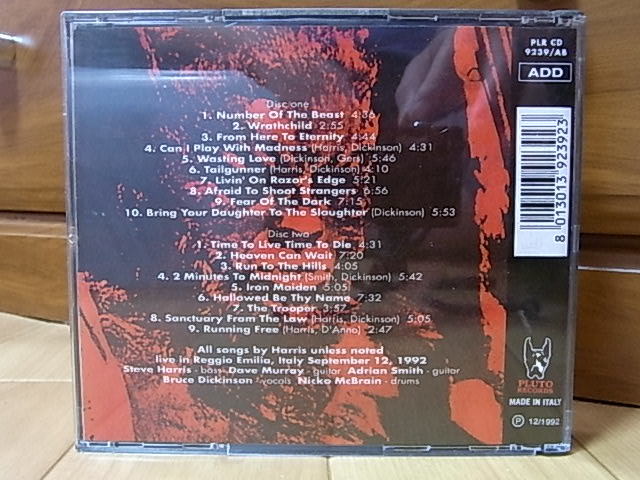 PLR CD
9239/AB
ADD
Disc one
1. Number Of The Beast 4:36
2. Wrathchild 2:55
3. From Here To Eternity 4:44
4. Can I Play With Madness (Harris, Dickinson) 4:31
5. Wasting Love (Dickinson, Gers) 5:46
6. Tailgunner (Harris, Dickinson) 4:10
7. Livin' On Razor's Edge 5:21
8. Afraid To Shoot Strangers 6:56
9. Fear Of The Dark 7:15
10. Bring Your Daughter To The Slaughter (Dickinson) 5:53
Disc two
1. Time To Live Time To Die 4:31
2. Heaven Can Wait 7:20
3. Run To The Hills 4:05
4. 2 Minutes To Midnight (Smith, Dickinson) 5:42
5. Iron Maiden 5:05
6. Hallowed Be Thy Name 7:32
7. The Trooper 3:57
8. Sanctuary From The Law (Harris, Dickinson) 5:05
9. Running Free (Harris, D'Anno) 2:47
All songs by Harris unless noted
live in Reggio Emilia, Italy September 12, 1992
Steve Harris - bass Dave Murray - guitar Adrian Smith - guitar
Bruce Dickinson - vocals Nicko McBrain - drums
8 013013 923923
PLUTO
RECORDS
MADE IN ITALY
℗ 12/1992